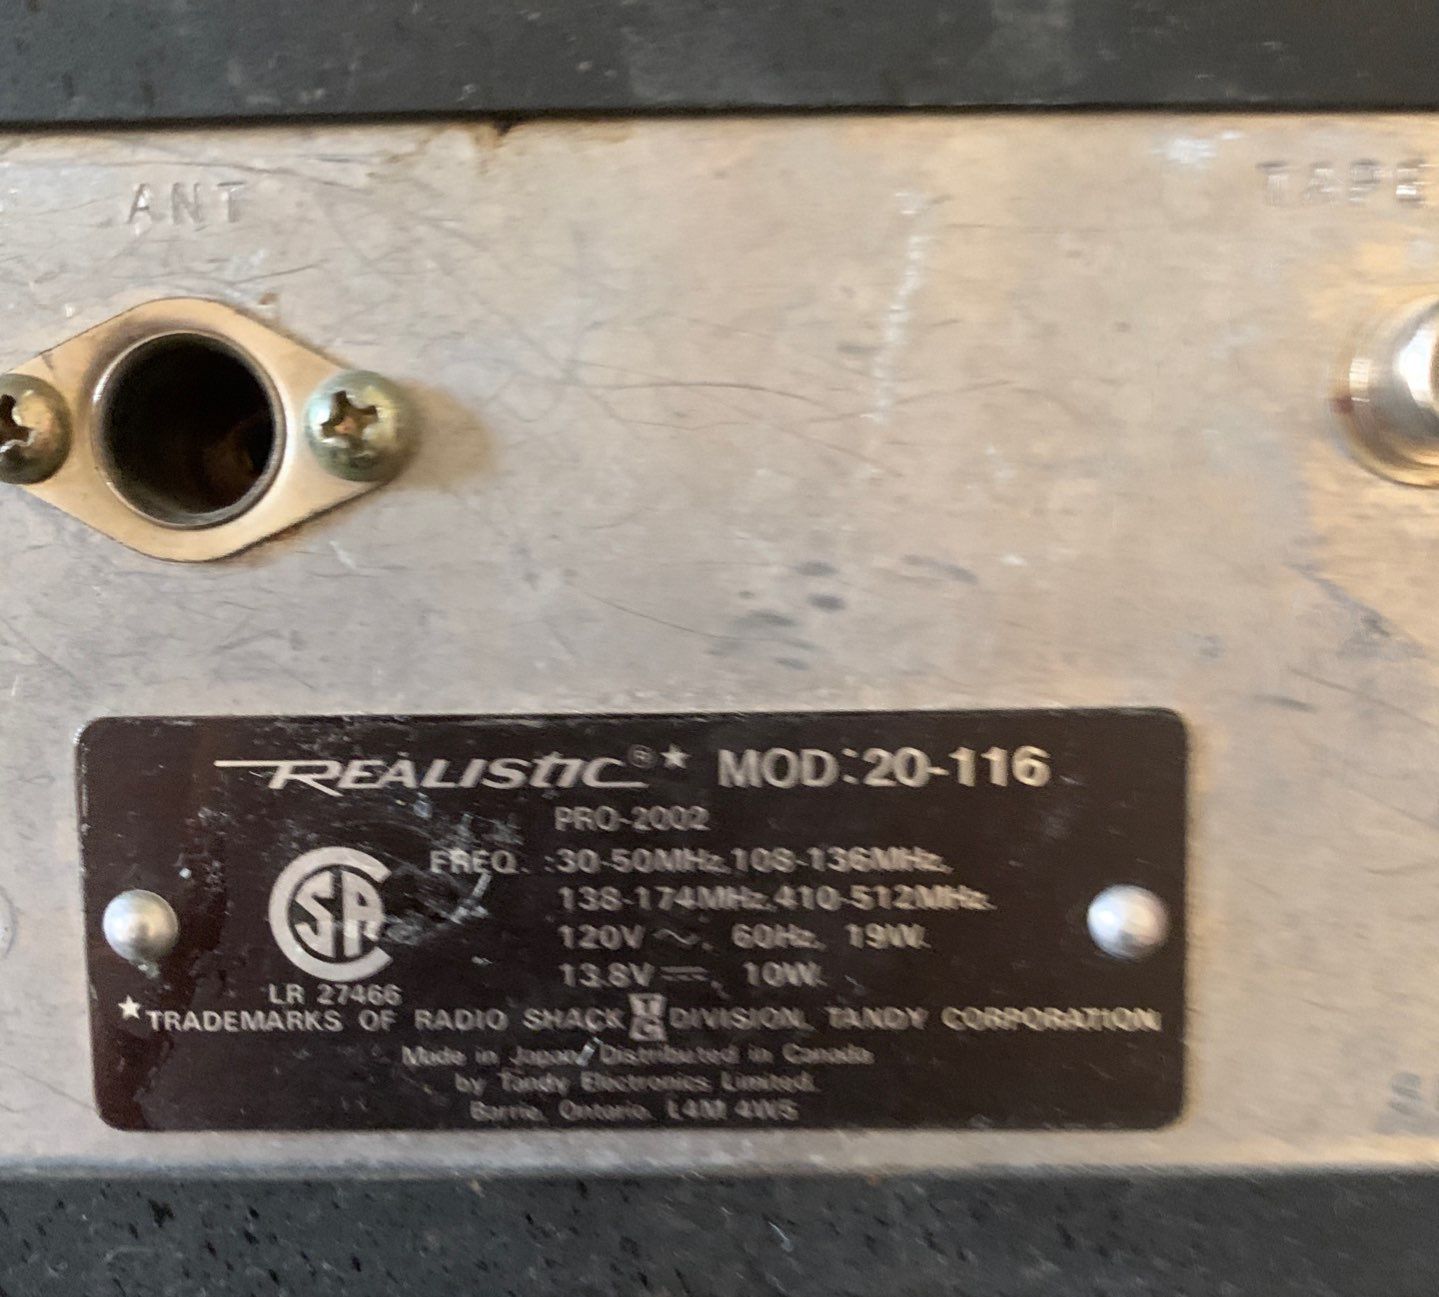 ANT
TAPE
REALISTIC®★ MOD:20-116
PRO-2002
FREQ. :30-50MHz,108-136MHz,
138-174MHz,410-512MHz.
120V ~, 60Hz, 19W.
13.8V ⎓, 10W.
CSA
LR 27466
★TRADEMARKS OF RADIO SHACK DIVISION, TANDY CORPORATION
Made in Japan/Distributed in Canada
by Tandy Electronics Limited.
Barrie, Ontario, L4M 4W5